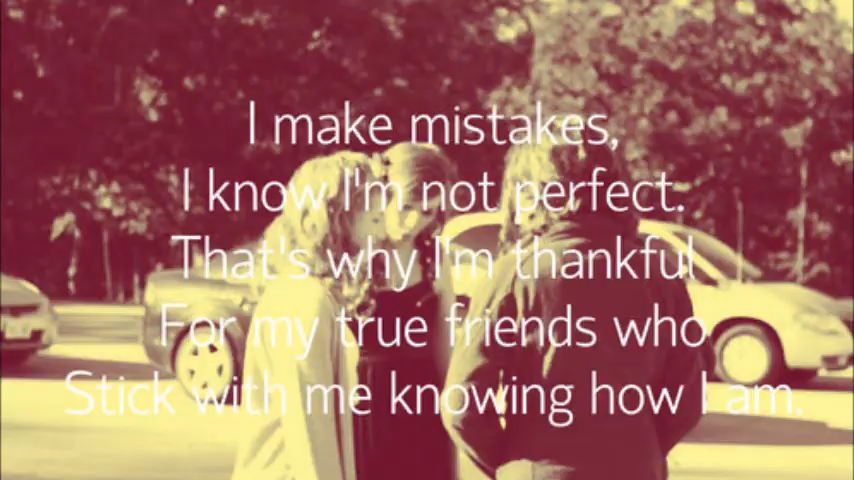 I make mistakes,
I know I'm not perfect.
That's why I'm thankful
For my true friends who
Stick with me knowing how I am.